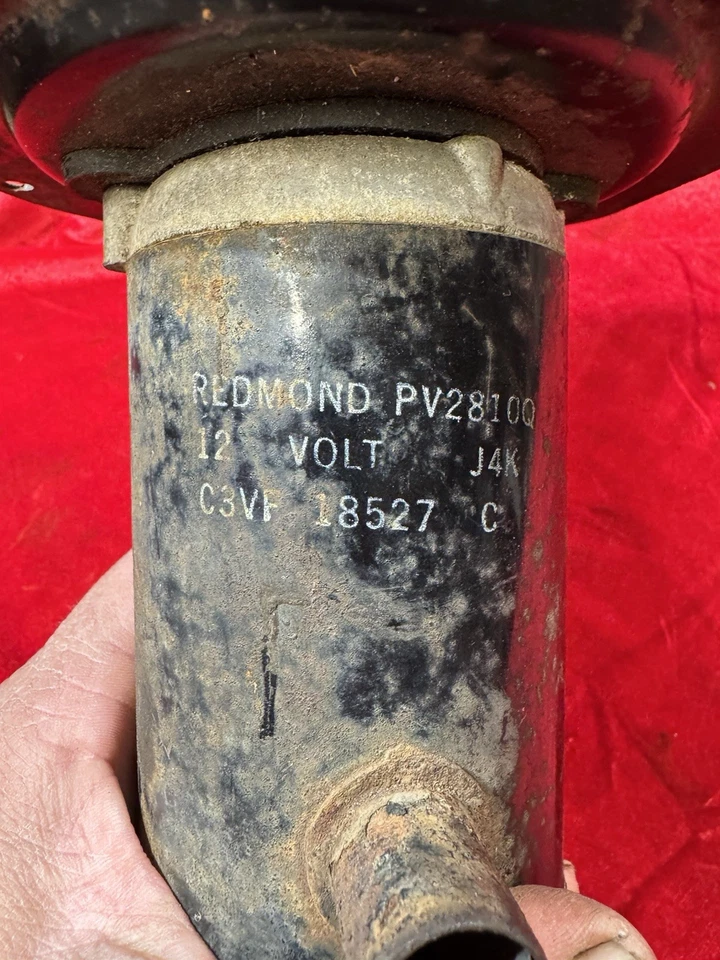 REDMOND PV2810Q
12 VOLT J4K
C3VF 18527 C